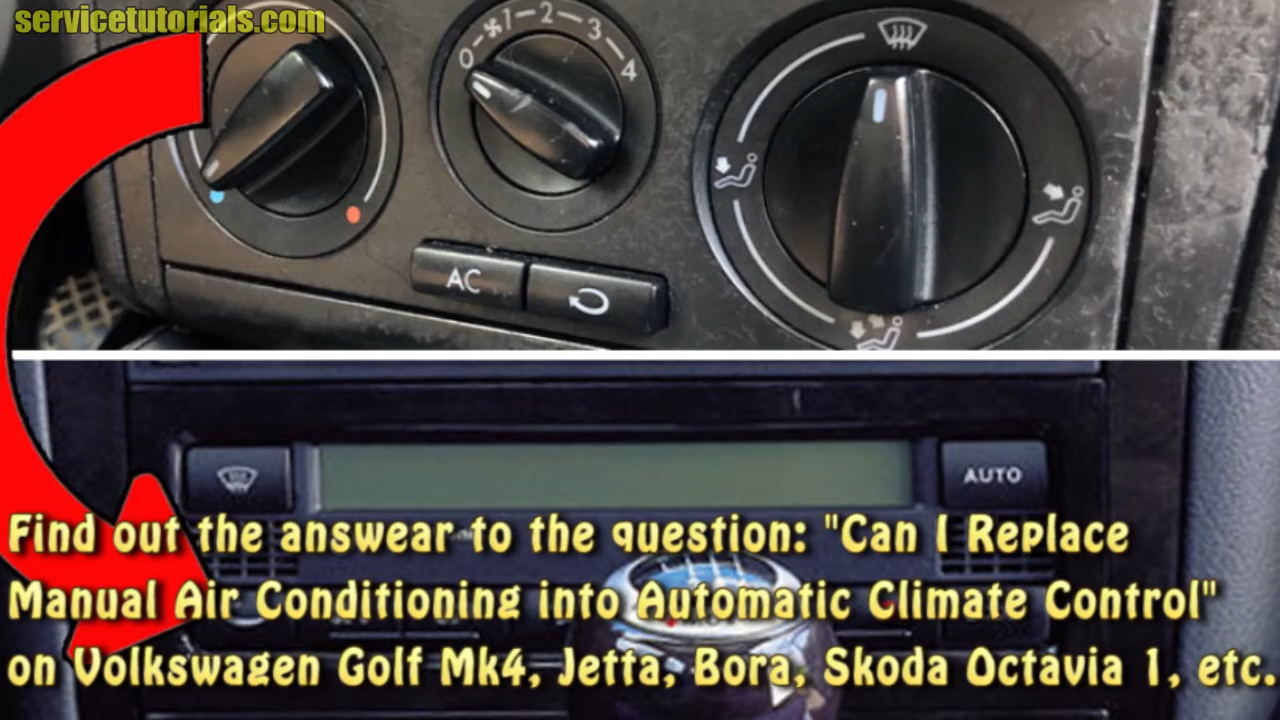 servicetutorials.com
0 1 2 3 4
AC
AUTO
Find out the answear to the question: "Can I Replace
Manual Air Conditioning into Automatic Climate Control"
on Volkswagen Golf Mk4, Jetta, Bora, Skoda Octavia 1, etc.